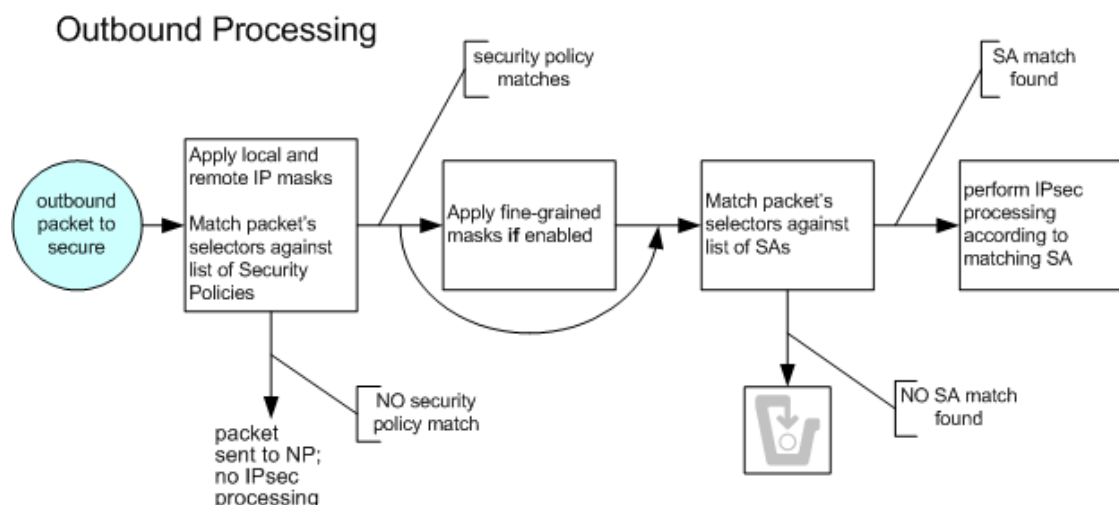 Outbound Processing
security policy
matches
SA match
found
outbound
packet to
secure
Apply local and
remote IP masks
Match packet's
selectors against
list of Security
Policies
Apply fine-grained
masks if enabled
Match packet's
selectors against
list of SAs
perform IPsec
processing
according to
matching SA
NO security
policy match
NO SA match
found
packet
sent to NP;
no IPsec
processing